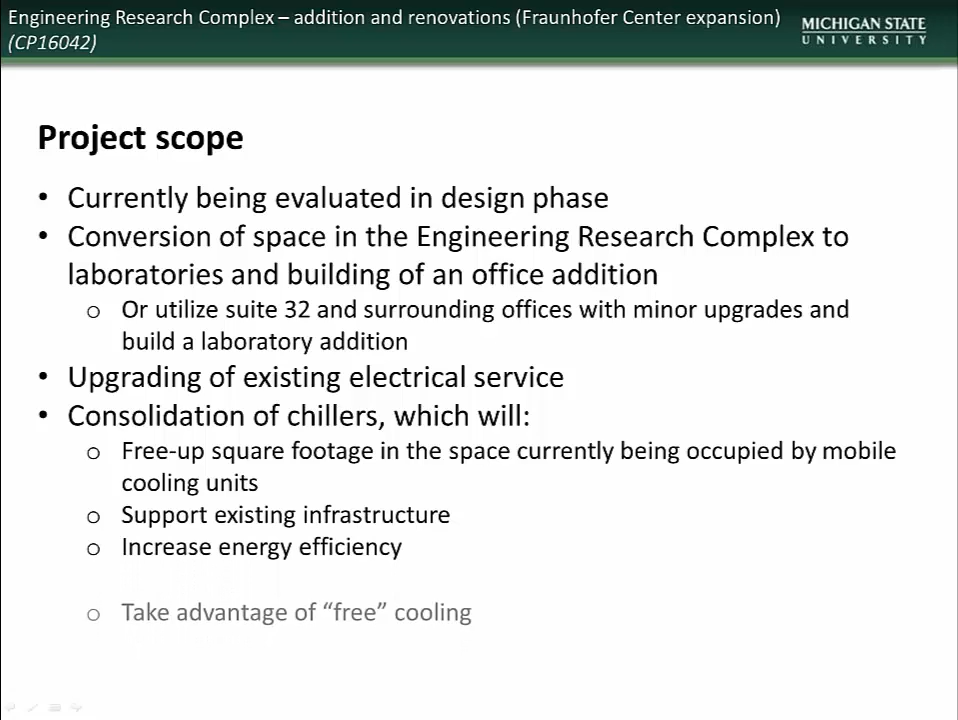 Engineering Research Complex – addition and renovations (Fraunhofer Center expansion)
(CP16042)
MICHIGAN STATE
UNIVERSITY
Project scope
• Currently being evaluated in design phase
• Conversion of space in the Engineering Research Complex to
laboratories and building of an office addition
o Or utilize suite 32 and surrounding offices with minor upgrades and
build a laboratory addition
• Upgrading of existing electrical service
• Consolidation of chillers, which will:
o Free-up square footage in the space currently being occupied by mobile
cooling units
o Support existing infrastructure
o Increase energy efficiency
o Take advantage of “free” cooling